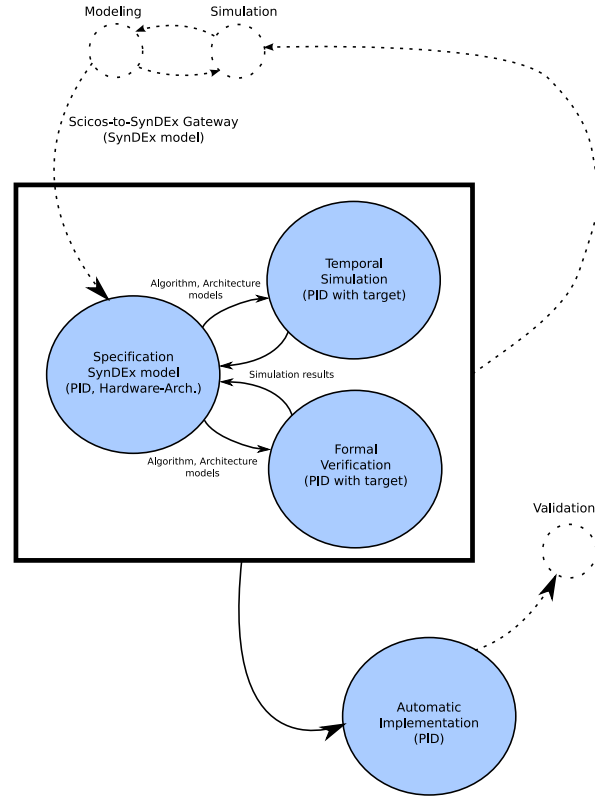 Modeling
Simulation
Scicos-to-SynDEx Gateway
(SynDEx model)
Temporal
Simulation
(PID with target)
Algorithm, Architecture
models
Specification
SynDEx model
(PID, Hardware-Arch.)
Simulation results
Formal
Verification
(PID with target)
Algorithm, Architecture
models
Validation
Automatic
Implementation
(PID)